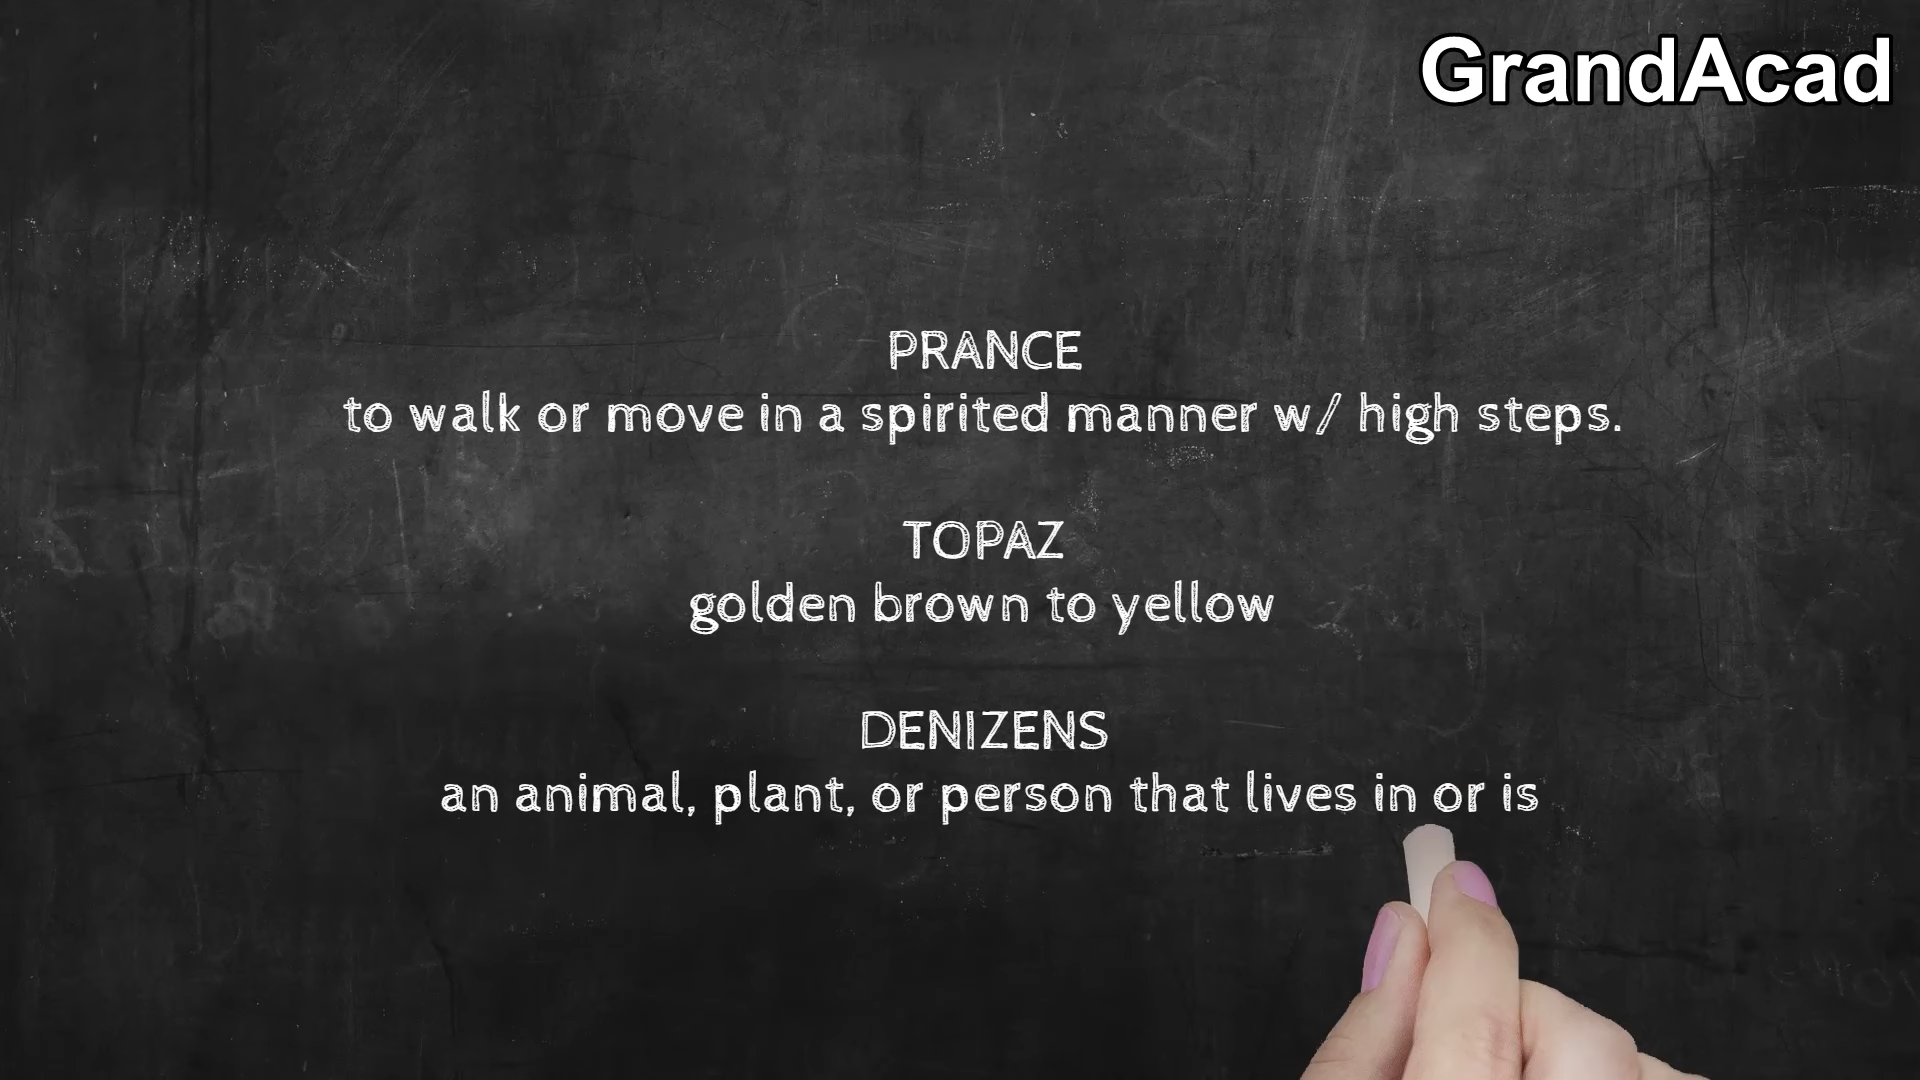 GrandAcad
PRANCE
to walk or move in a spirited manner w/ high steps.
TOPAZ
golden brown to yellow
DENIZENS
an animal, plant, or person that lives in or is